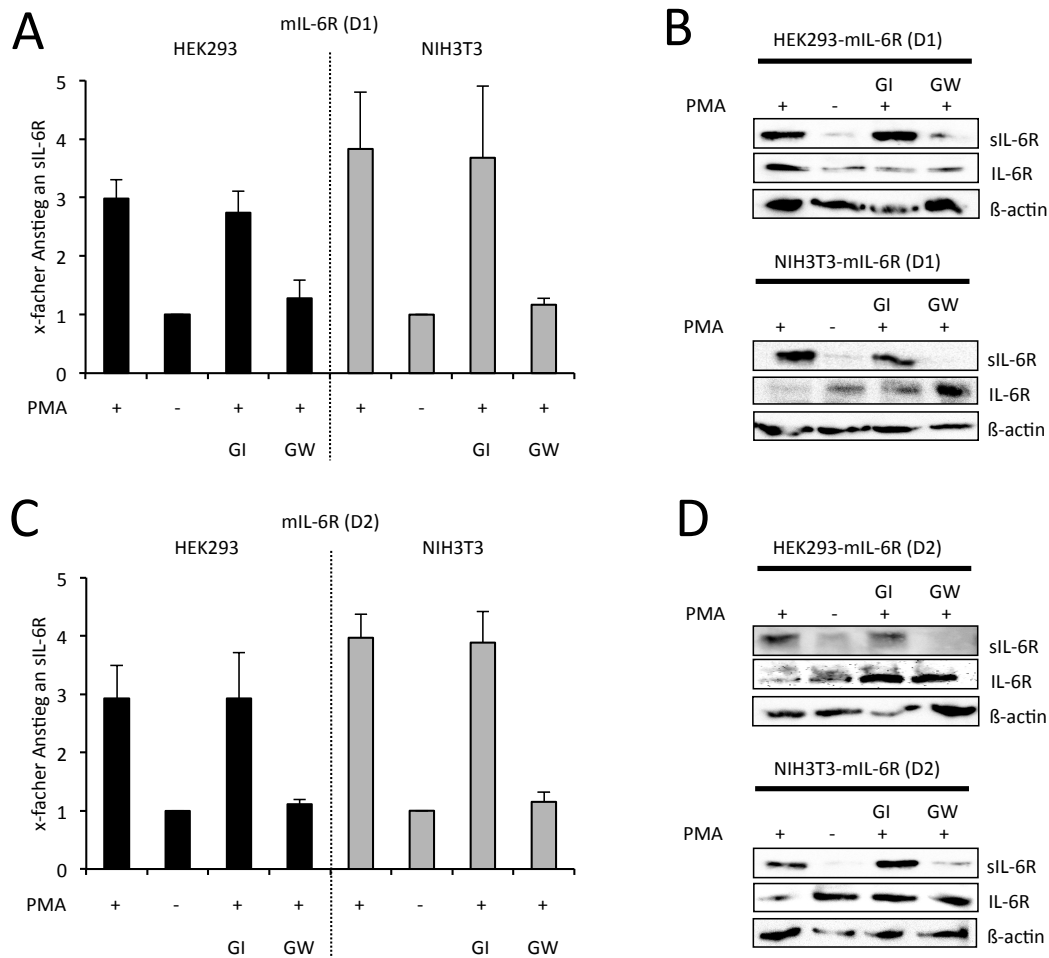 A
mIL-6R (D1)
HEK293
NIH3T3
x-facher Anstieg an sIL-6R
5
4
3
2
1
0
PMA + - + + + - + +
GI GW GI GW
B
HEK293-mIL-6R (D1)
GI GW
PMA + - + +
sIL-6R
IL-6R
ß-actin
NIH3T3-mIL-6R (D1)
GI GW
PMA + - + +
sIL-6R
IL-6R
ß-actin
C
mIL-6R (D2)
HEK293
NIH3T3
x-facher Anstieg an sIL-6R
5
4
3
2
1
0
PMA + - + + + - + +
GI GW GI GW
D
HEK293-mIL-6R (D2)
GI GW
PMA + - + +
sIL-6R
IL-6R
ß-actin
NIH3T3-mIL-6R (D2)
GI GW
PMA + - + +
sIL-6R
IL-6R
ß-actin